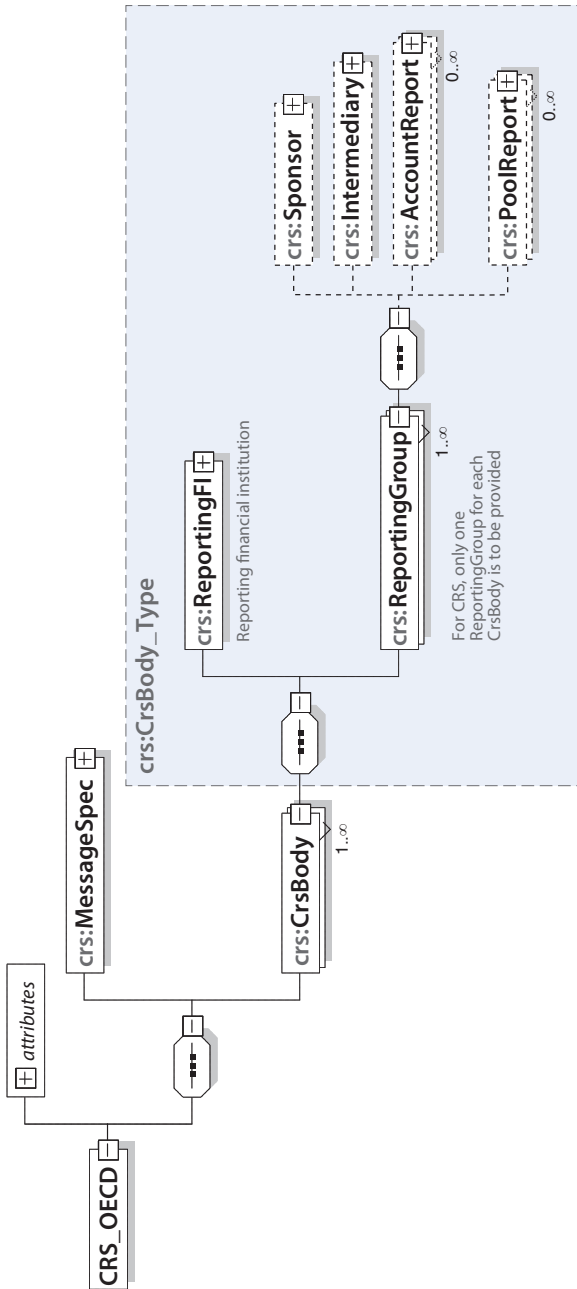 CRS_OECD
attributes
crs:MessageSpec
crs:CrsBody
1..∞
crs:CrsBody_Type
crs:ReportingFI
Reporting financial institution
crs:ReportingGroup
1..∞
For CRS, only one
ReportingGroup for each
CrsBody is to be provided
crs:Sponsor
crs:Intermediary
crs:AccountReport
0..∞
crs:PoolReport
0..∞